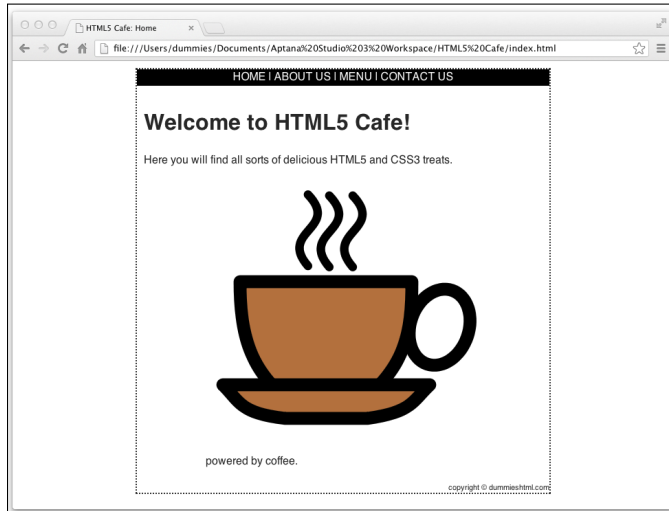 HTML5 Cafe: Home
file:///Users/dummies/Documents/Aptana%20Studio%203%20Workspace/HTML5%20Cafe/index.html
HOME | ABOUT US | MENU | CONTACT US
Welcome to HTML5 Cafe!
Here you will find all sorts of delicious HTML5 and CSS3 treats.
powered by coffee.
copyright © dummieshtml.com